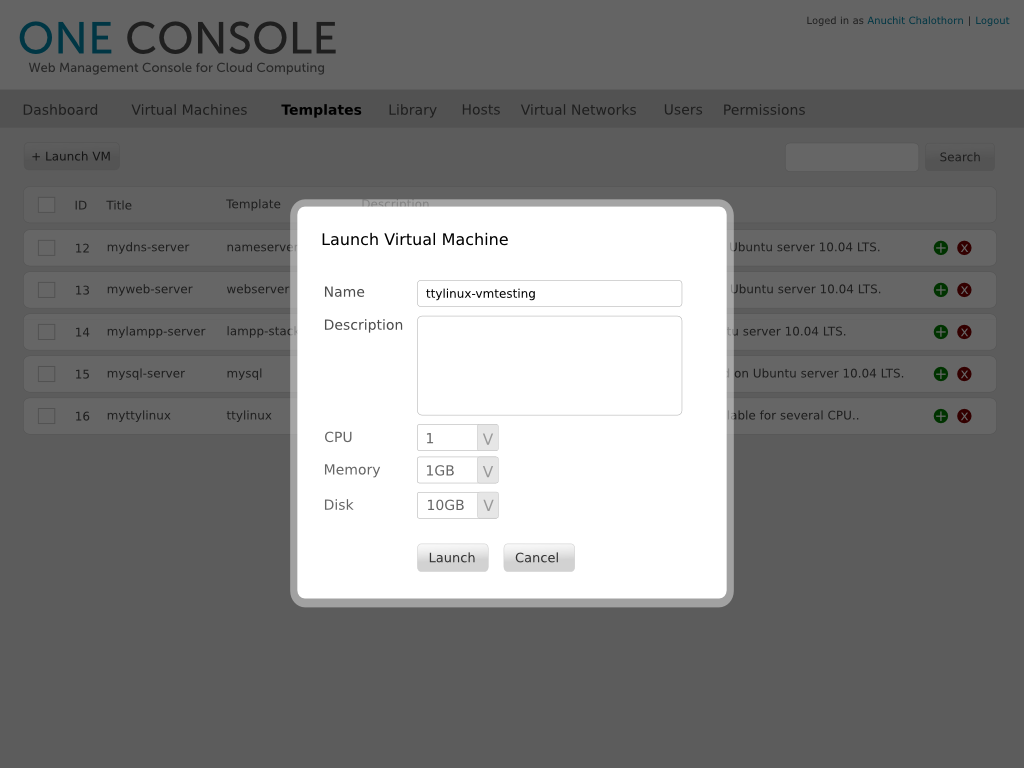 ONE CONSOLE
Web Management Console for Cloud Computing
Loged in as Anuchit Chalothorn | Logout
Dashboard Virtual Machines Templates Library Hosts Virtual Networks Users Permissions
+ Launch VM
Search
ID Title Template Description
12 mydns-server nameserver Ubuntu server 10.04 LTS. + X
13 myweb-server webserver Ubuntu server 10.04 LTS. + X
14 mylampp-server lampp-stack server 10.04 LTS. + X
15 mysql-server mysql on Ubuntu server 10.04 LTS. + X
16 myttylinux ttylinux for several CPU.. + X
Launch Virtual Machine
Name ttylinux-vmtesting
Description
CPU 1 V
Memory 1GB V
Disk 10GB V
Launch Cancel